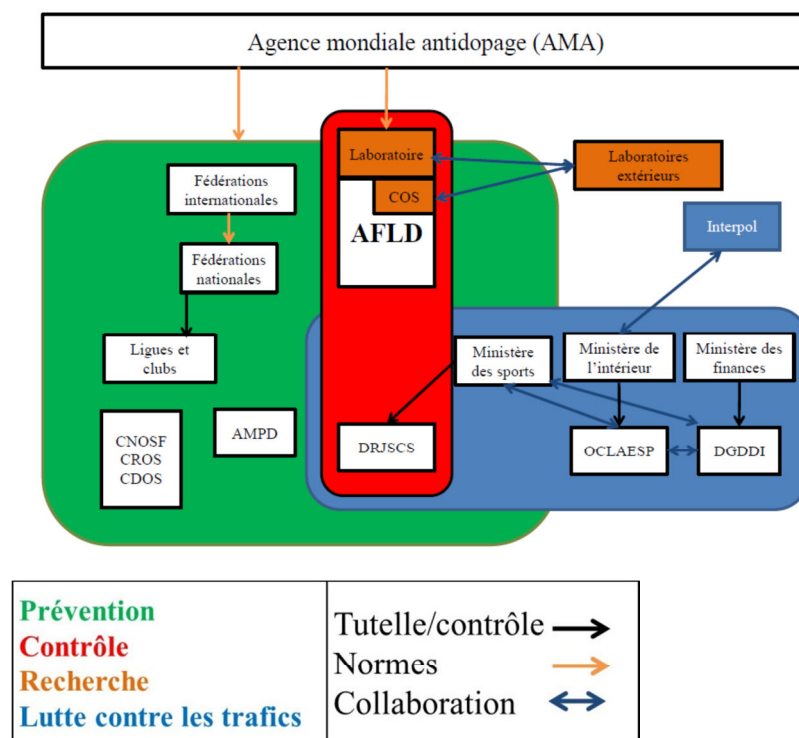 Agence mondiale antidopage (AMA)
Laboratoire
Laboratoires
extérieurs
Fédérations
internationales
COS
AFLD
Interpol
Fédérations
nationales
Ligues et
clubs
Ministère
des sports
Ministère de
l'intérieur
Ministère des
finances
CNOSF
CROS
CDOS
AMPD
DRJSCS
OCLAESP
DGDDI
Prévention
Contrôle
Recherche
Lutte contre les trafics
Tutelle/contrôle
Normes
Collaboration